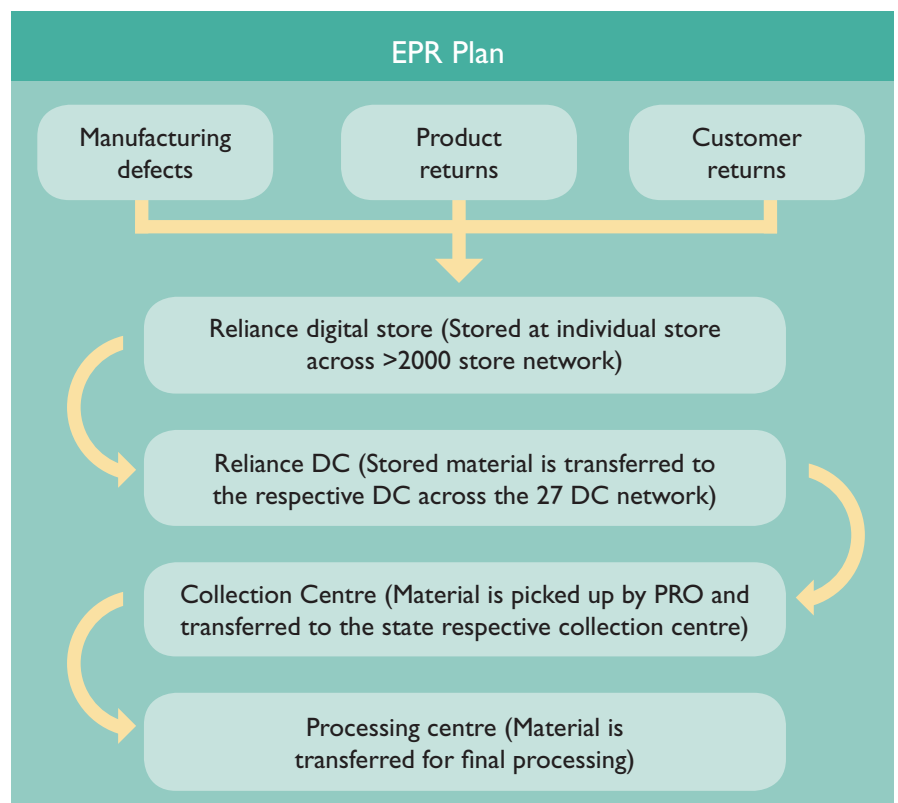 EPR Plan
Manufacturing
defects
Product
returns
Customer
returns
Reliance digital store (Stored at individual store
across >2000 store network)
Reliance DC (Stored material is transferred to
the respective DC across the 27 DC network)
Collection Centre (Material is picked up by PRO and
transferred to the state respective collection centre)
Processing centre (Material is
transferred for final processing)